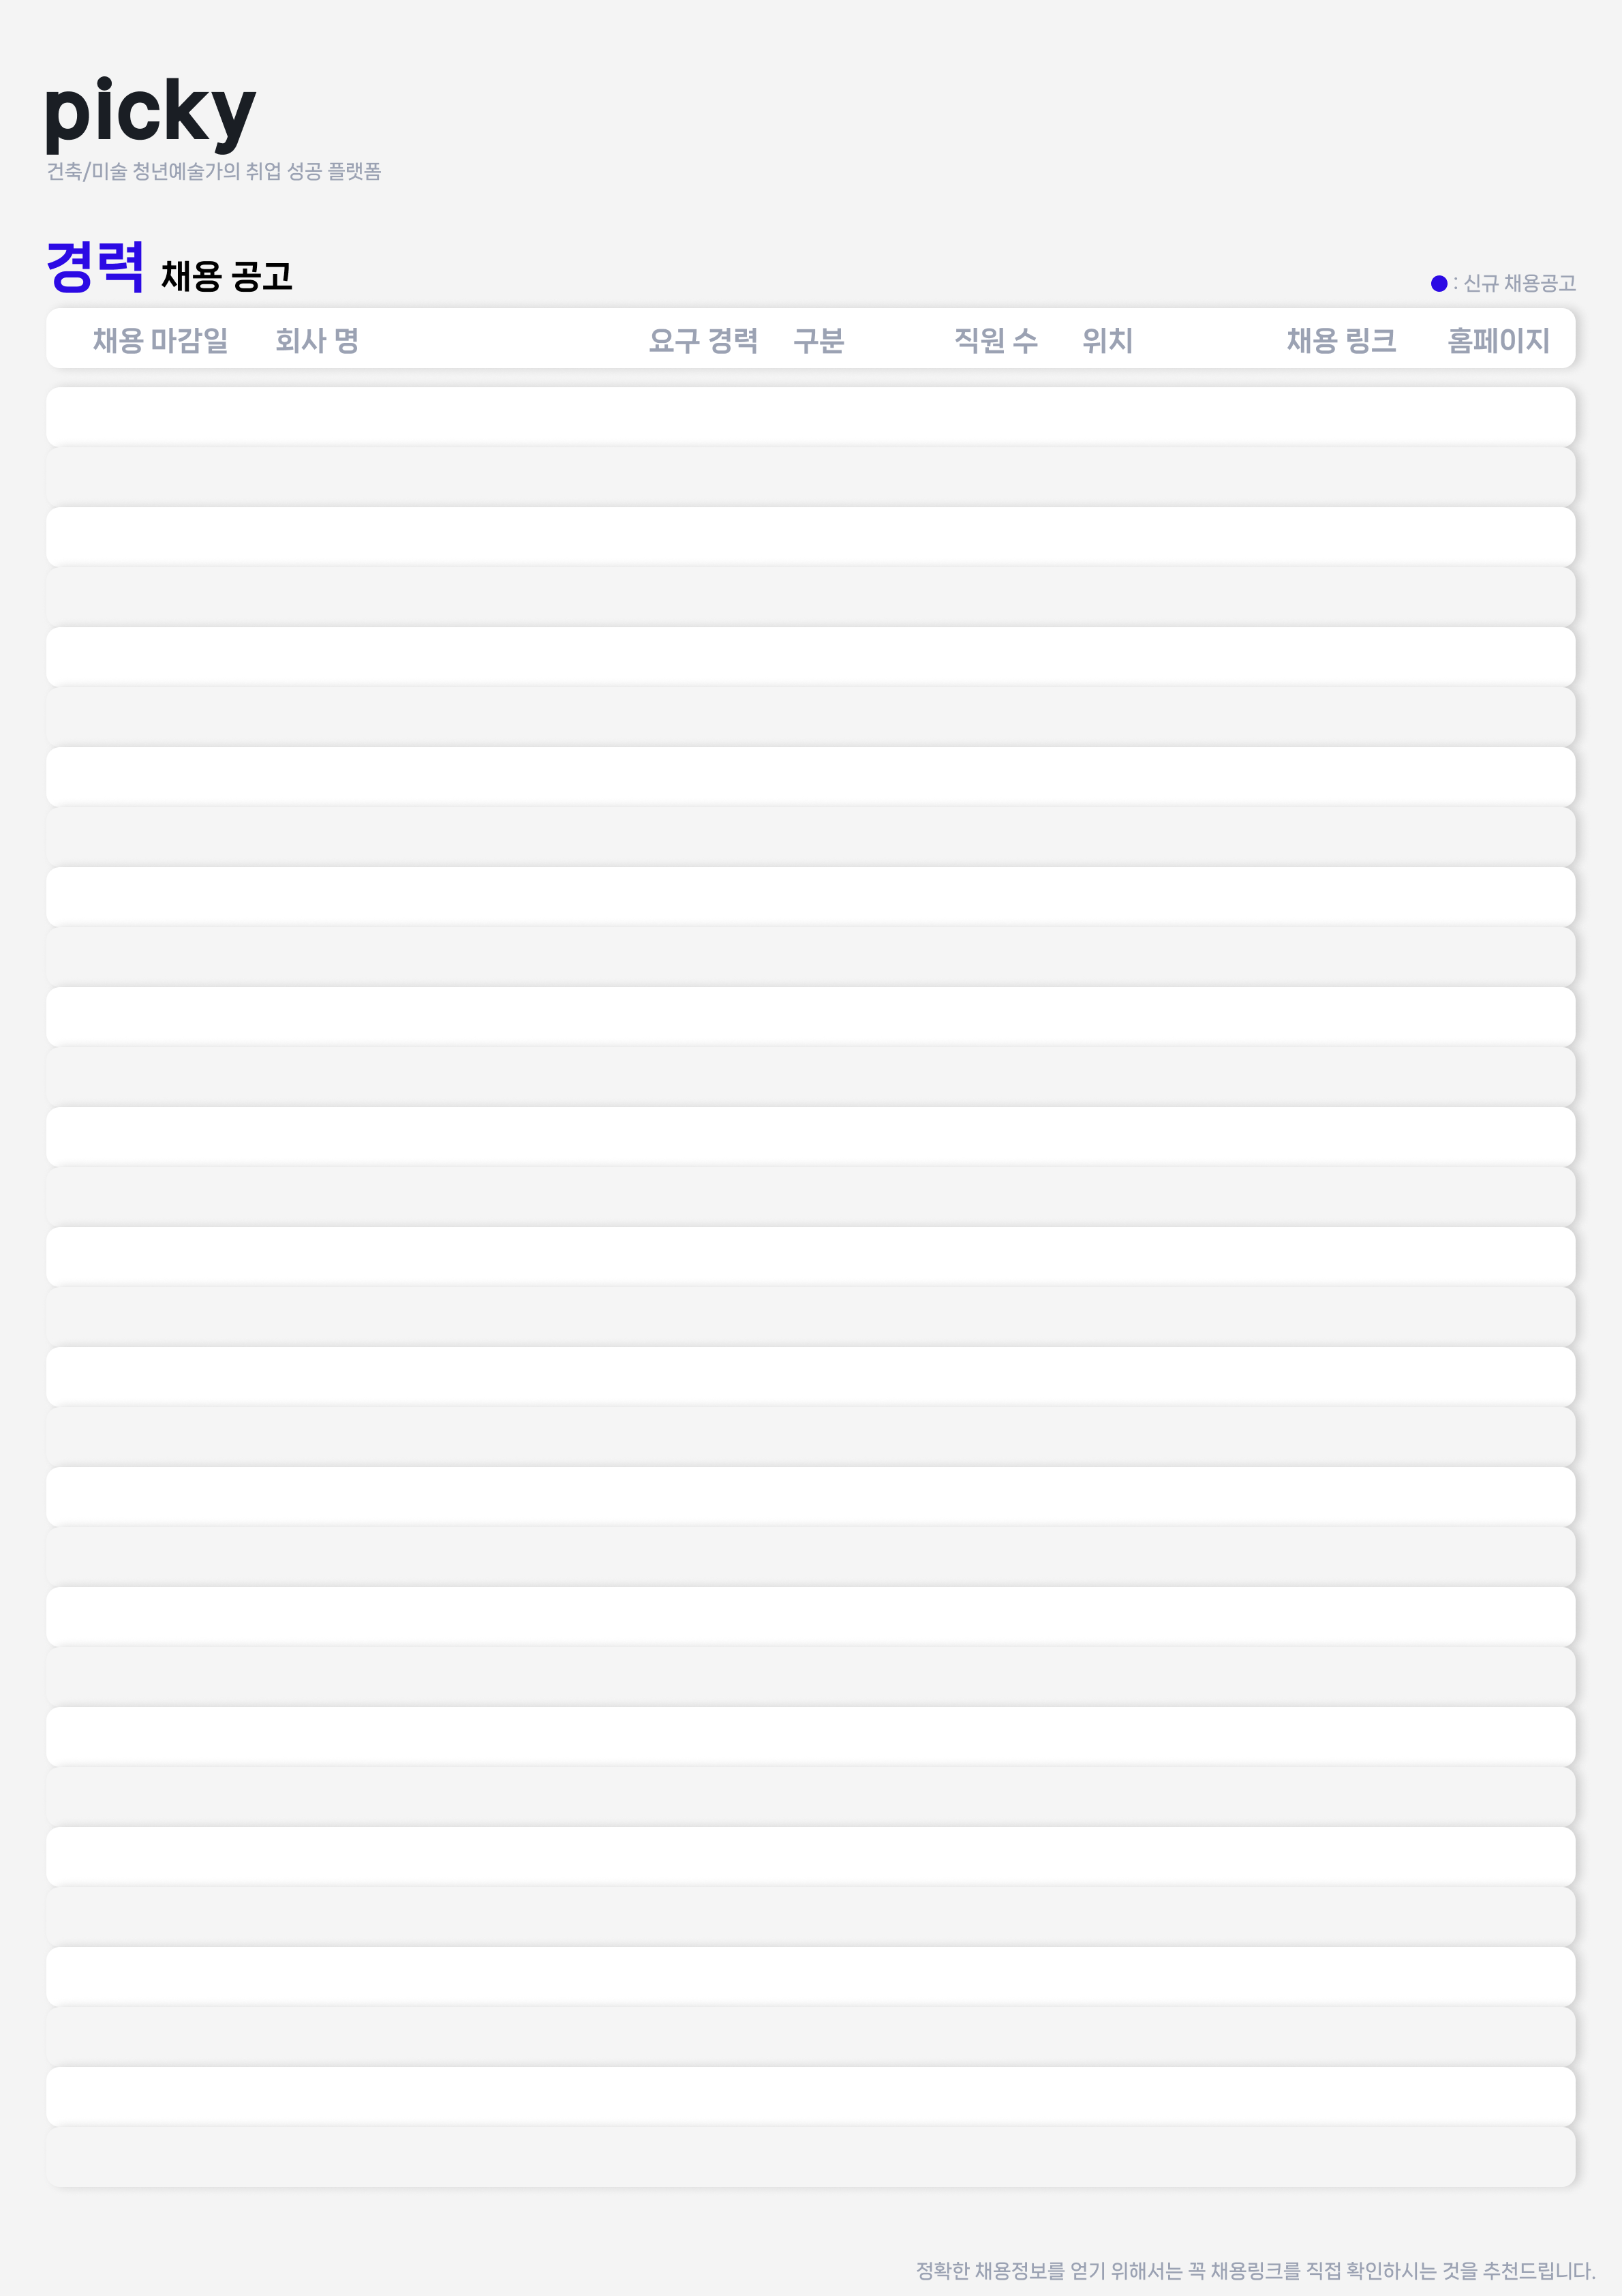 picky
건축/미술 청년예술가의 취업 성공 플랫폼
경력 채용 공고
: 신규 채용공고
채용 마감일 회사 명 요구 경력 구분 직원 수 위치 채용 링크 홈페이지
정확한 채용정보를 얻기 위해서는 꼭 채용링크를 직접 확인하시는 것을 추천드립니다.